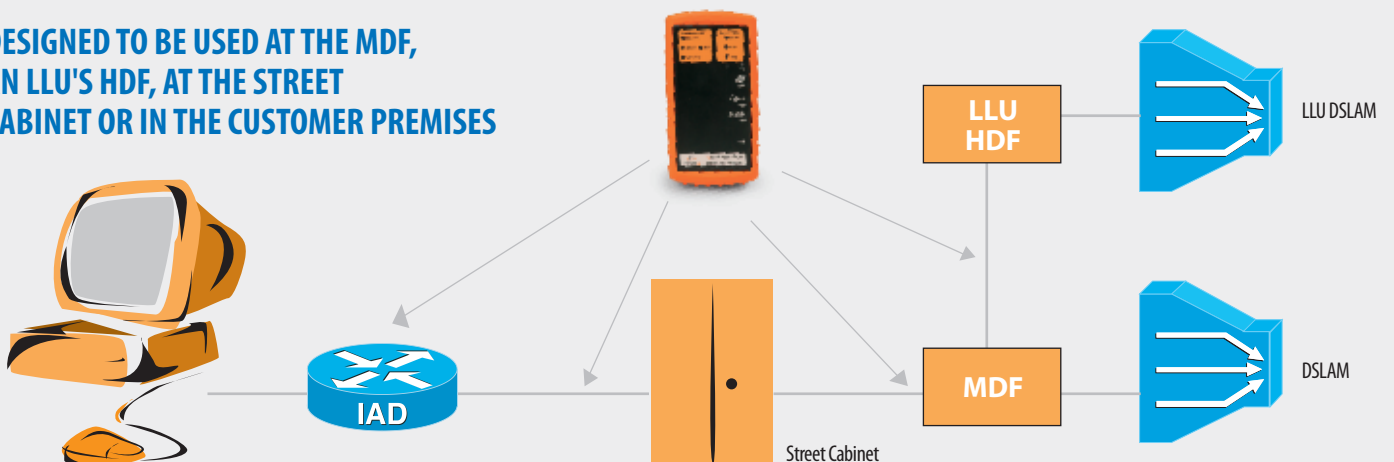 ESIGNED TO BE USED AT THE MDF,
N LLU'S HDF, AT THE STREET
ABINET OR IN THE CUSTOMER PREMISES
LLU
HDF
LLU DSLAM
IAD
MDF
DSLAM
Street Cabinet